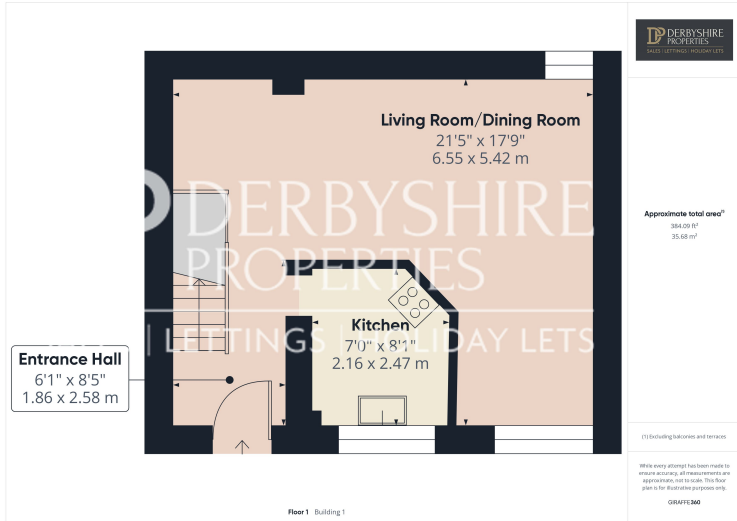 DERBYSHIRE
PROPERTIES
SALES | LETTINGS | HOLIDAY LETS
Living Room/Dining Room
21'5" x 17'9"
6.55 x 5.42 m
DERBYSHIRE
PROPERTIES
| LETTINGS | HOLIDAY LETS
Approximate total area⁽¹⁾
384.09 ft²
35.68 m²
Kitchen
7'0" x 8'1"
2.16 x 2.47 m
Entrance Hall
6'1" x 8'5"
1.86 x 2.58 m
(1) Excluding balconies and terraces
While every attempt has been made to
ensure accuracy, all measurements are
approximate, not to scale. This floor
plan is for illustrative purposes only.
GIRAFFE360
Floor 1 Building 1